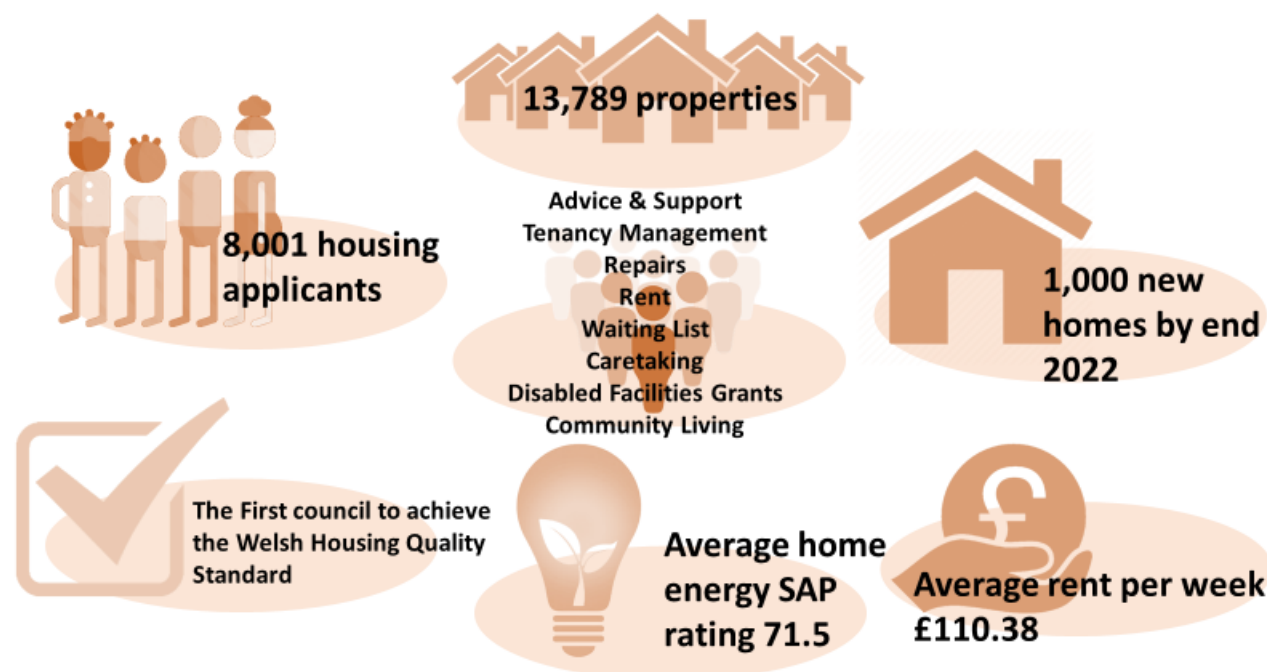 13,789 properties
8,001 housing
applicants
Advice & Support
Tenancy Management
Repairs
Rent
Waiting List
Caretaking
Disabled Facilities Grants
Community Living
1,000 new
homes by end
2022
The First council to achieve
the Welsh Housing Quality
Standard
Average home
energy SAP
rating 71.5
£
Average rent per week
£110.38